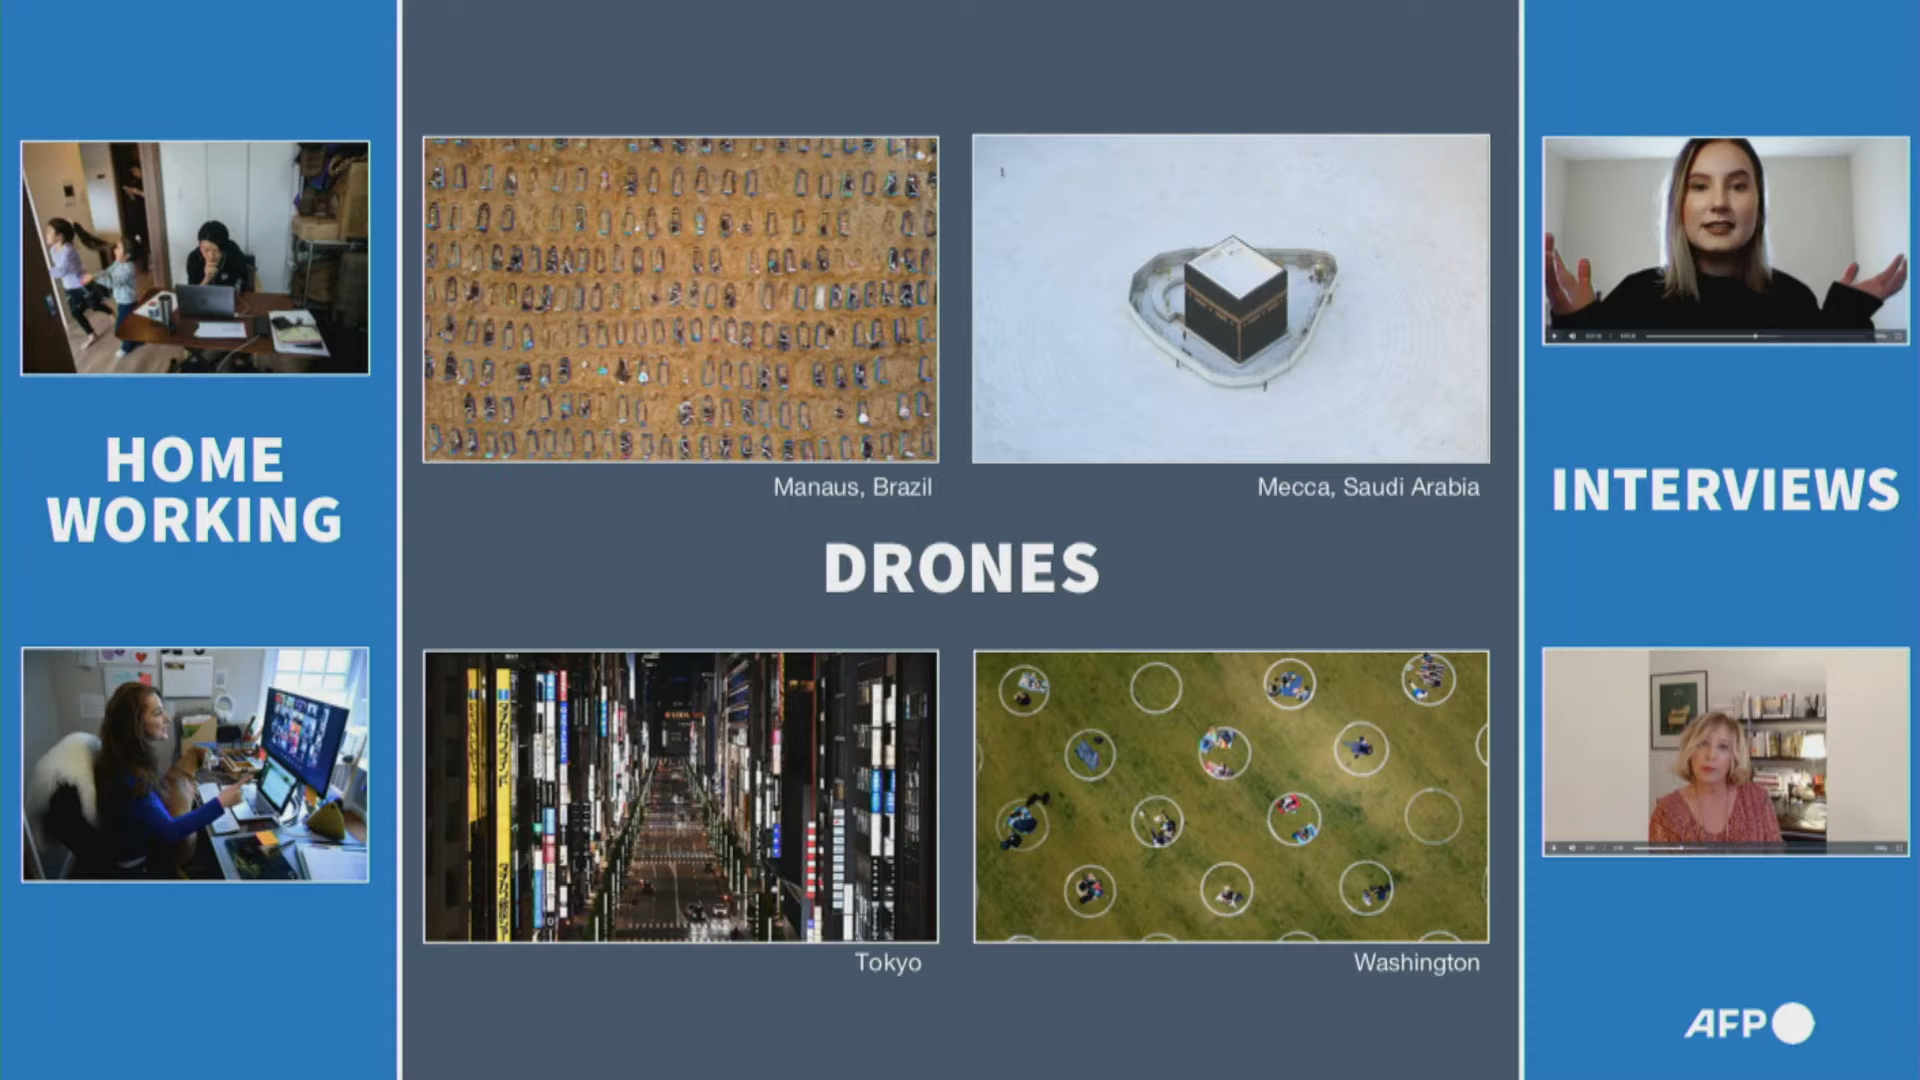 HOME
WORKING
Manaus, Brazil
Mecca, Saudi Arabia
DRONES
Tokyo
Washington
INTERVIEWS
AFP